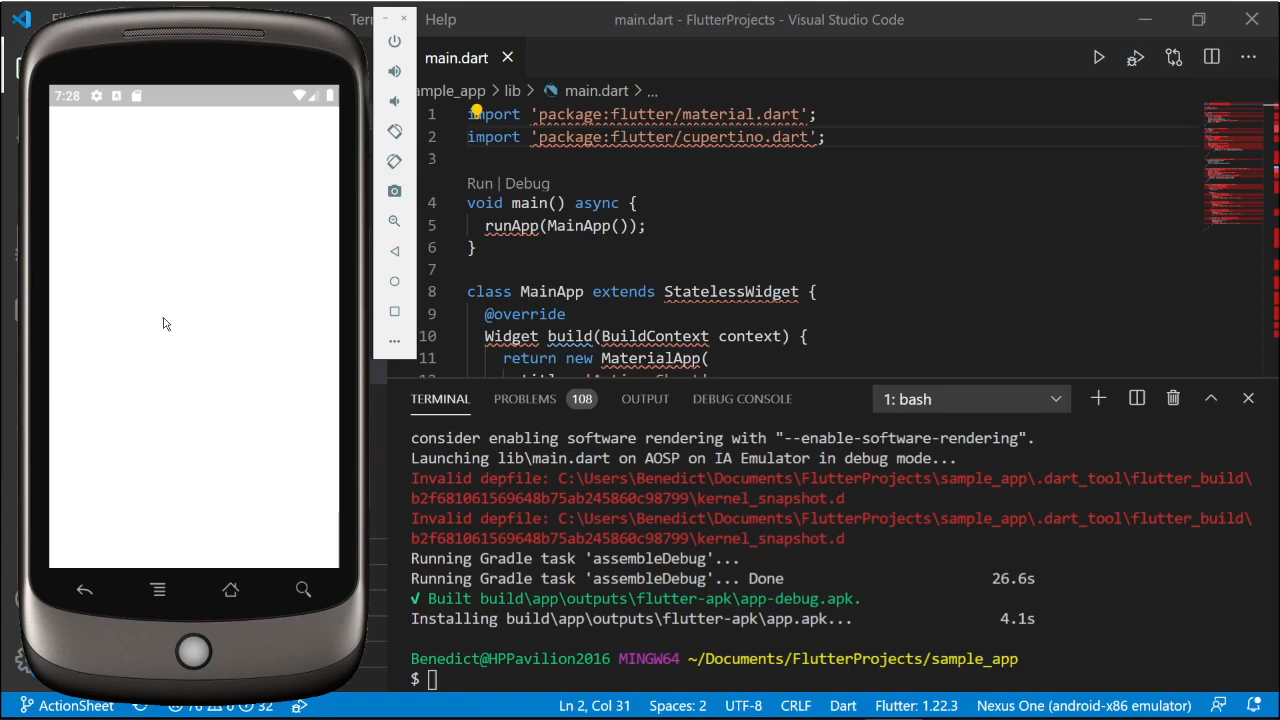 Help
main.dart - FlutterProjects - Visual Studio Code
main.dart
7:28
ample_app > lib > main.dart > ...
1 import 'package:flutter/material.dart';
2 import 'package:flutter/cupertino.dart';
3
Run | Debug
4 void main() async {
5 runApp(MainApp());
6 }
7
8 class MainApp extends StatelessWidget {
9 @override
10 Widget build(BuildContext context) {
11 return new MaterialApp(
TERMINAL PROBLEMS 108 OUTPUT DEBUG CONSOLE 1: bash
consider enabling software rendering with "--enable-software-rendering".
Launching lib\main.dart on AOSP on IA Emulator in debug mode...
Invalid depfile: C:\Users\Benedict\Documents\FlutterProjects\sample_app\.dart_tool\flutter_build\
b2f681061569648b75ab245860c98799\kernel_snapshot.d
Invalid depfile: C:\Users\Benedict\Documents\FlutterProjects\sample_app\.dart_tool\flutter_build\
b2f681061569648b75ab245860c98799\kernel_snapshot.d
Running Gradle task 'assembleDebug'...
Running Gradle task 'assembleDebug'... Done 26.6s
√ Built build\app\outputs\flutter-apk\app-debug.apk.
Installing build\app\outputs\flutter-apk\app.apk... 4.1s
Benedict@HPPavilion2016 MINGW64 ~/Documents/FlutterProjects/sample_app
$
ActionSheet Ln 2, Col 31 Spaces: 2 UTF-8 CRLF Dart Flutter: 1.22.3 Nexus One (android-x86 emulator)